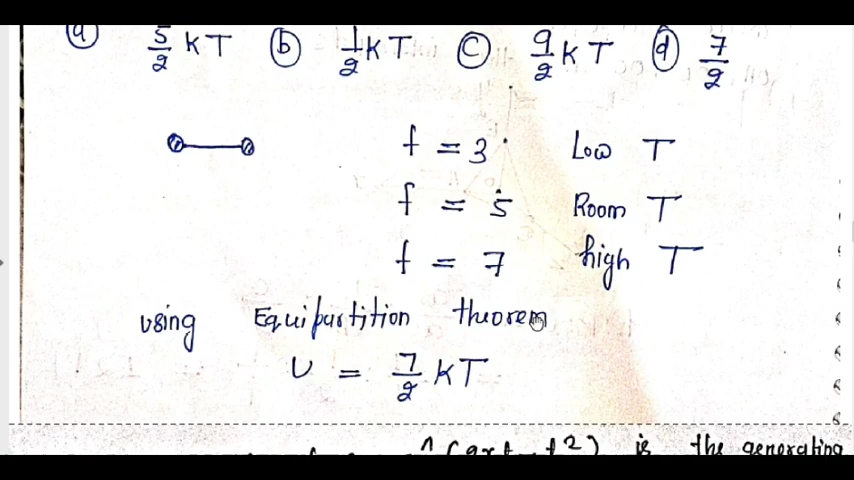 (a) 5/2 KT (b) 1/2 KT (c) 9/2 KT (d) 7/2
f = 3 Low T
f = 5 Room T
f = 7 high T
using Equipartition theorem
U = 7/2 KT
is the generating